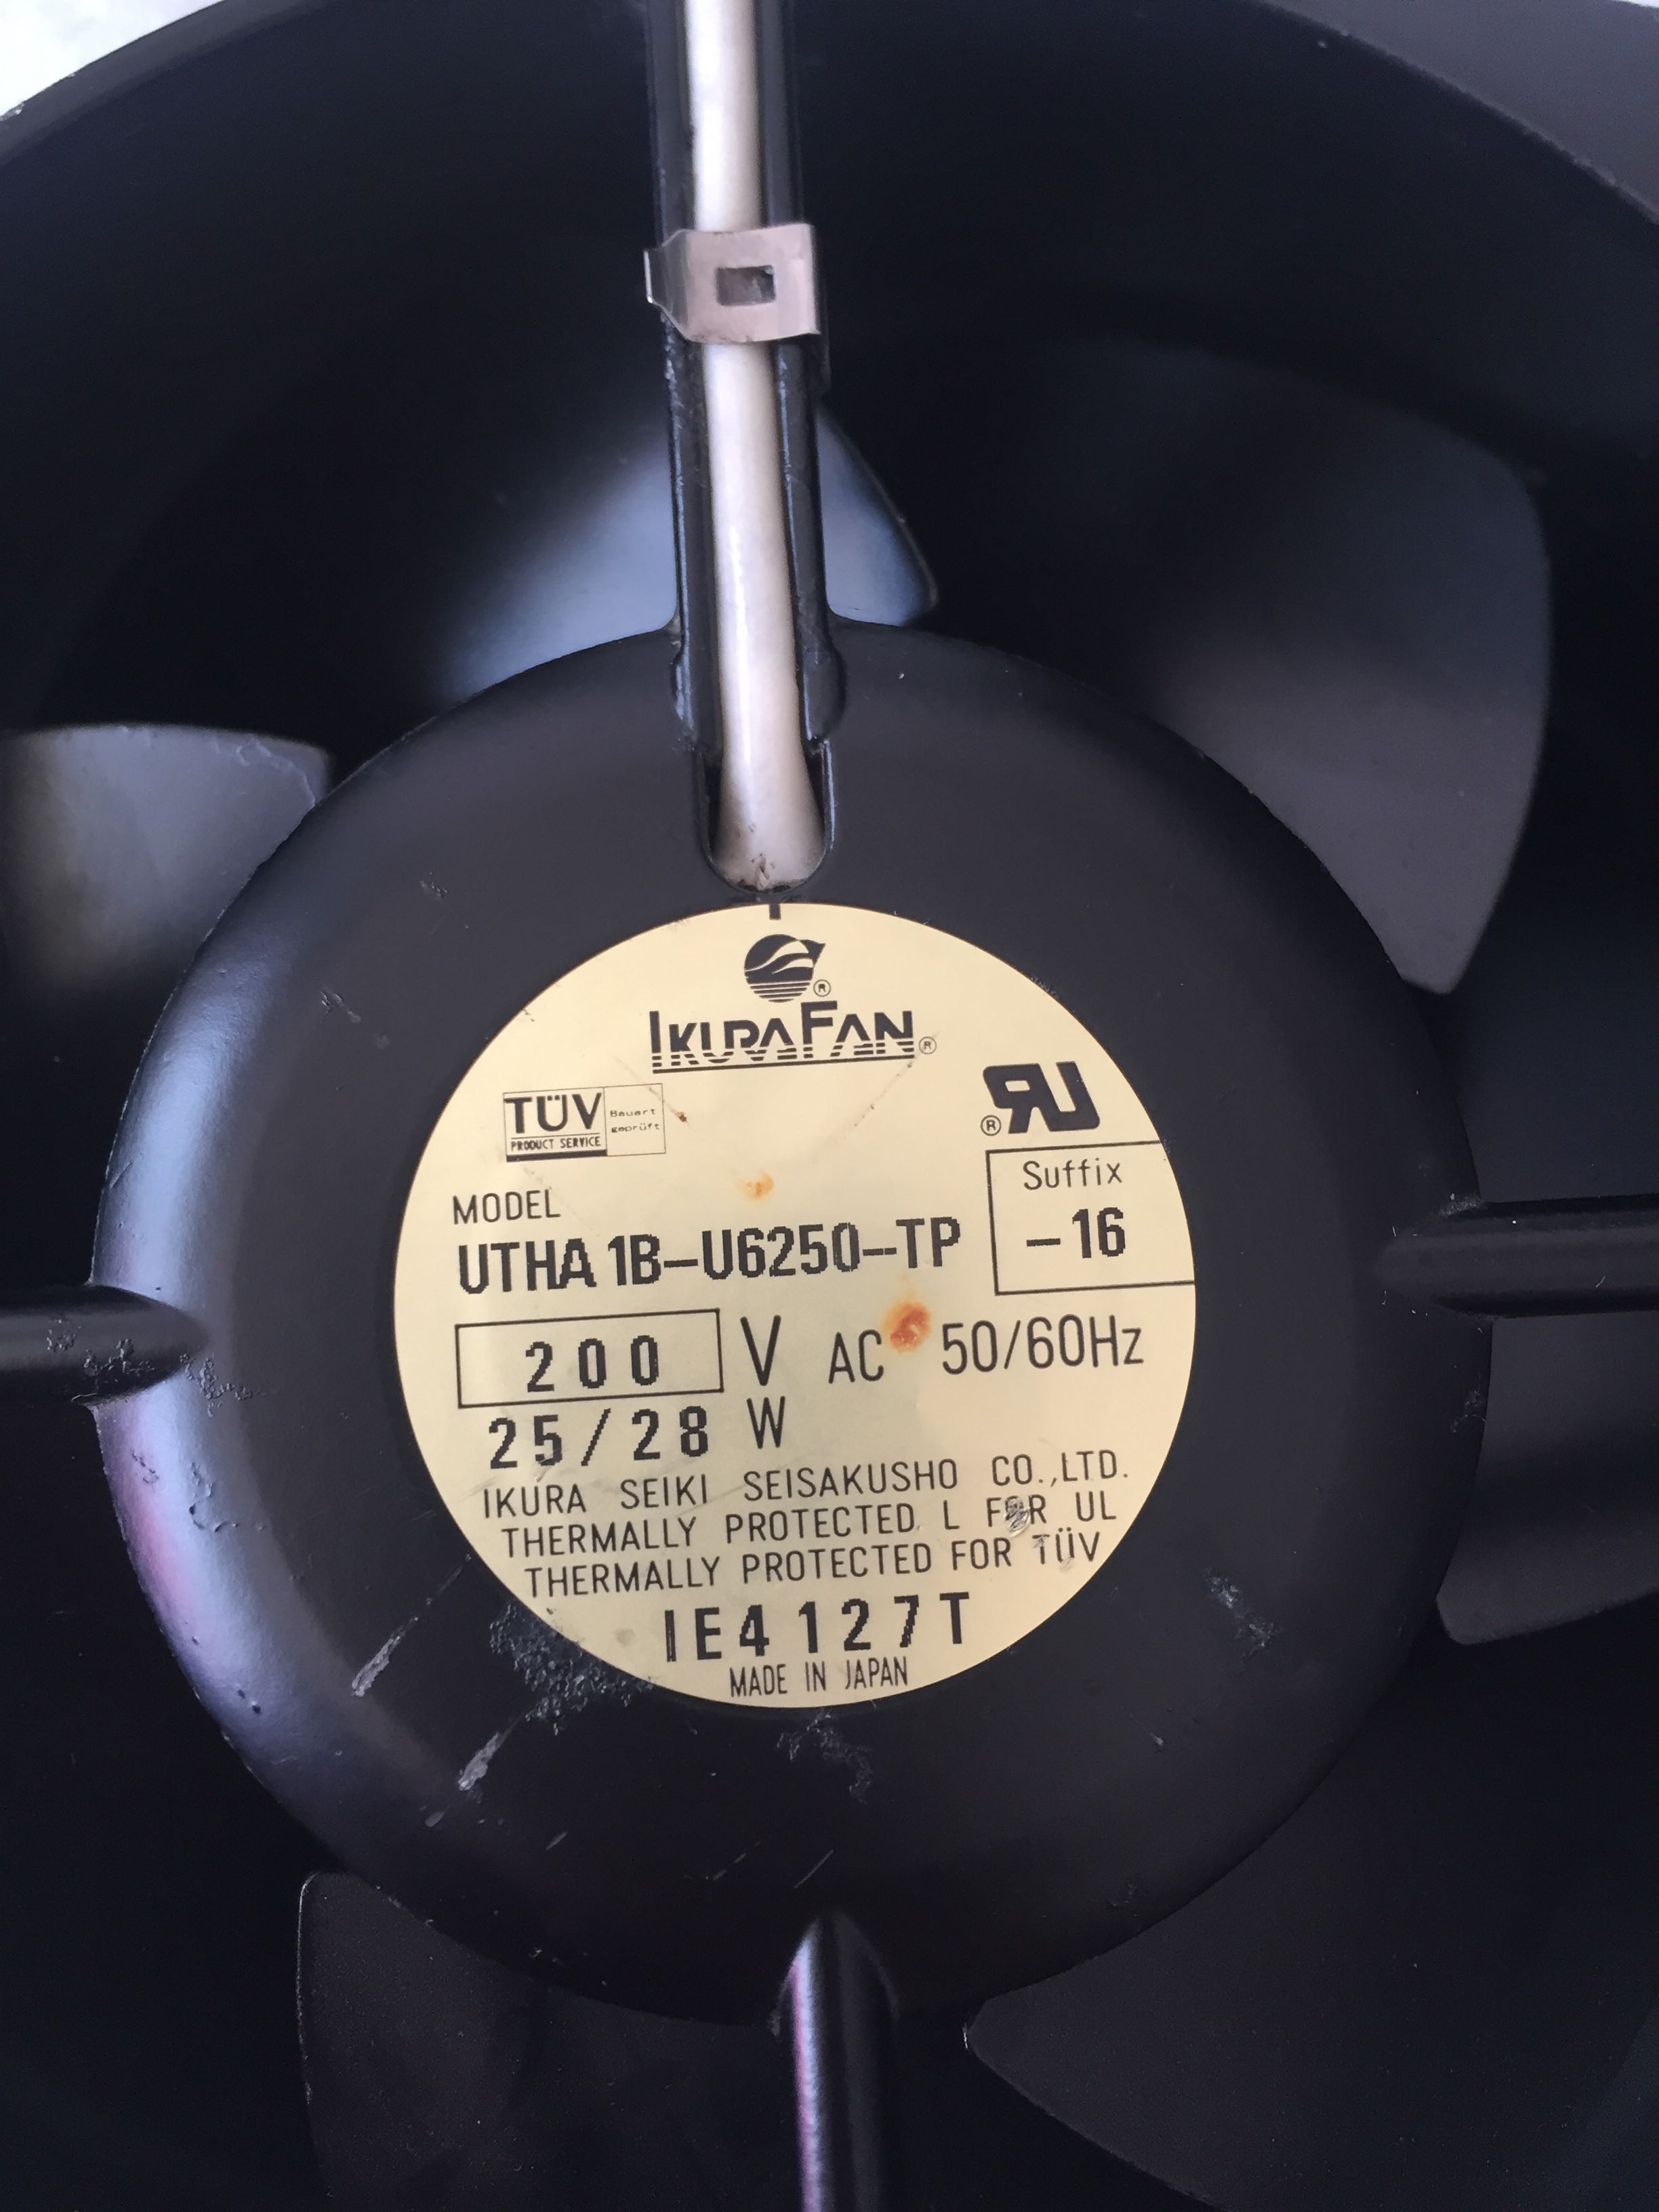 ®
IKURAFAN®
TÜV
PRODUCT SERVICE
Bauart
geprüft
RU®
MODEL
UTHA 1B-U6250-TP
Suffix
-16
200 V AC 50/60Hz
25/28 W
IKURA SEIKI SEISAKUSHO CO.,LTD.
THERMALLY PROTECTED L FOR UL
THERMALLY PROTECTED FOR TÜV
IE4127T
MADE IN JAPAN